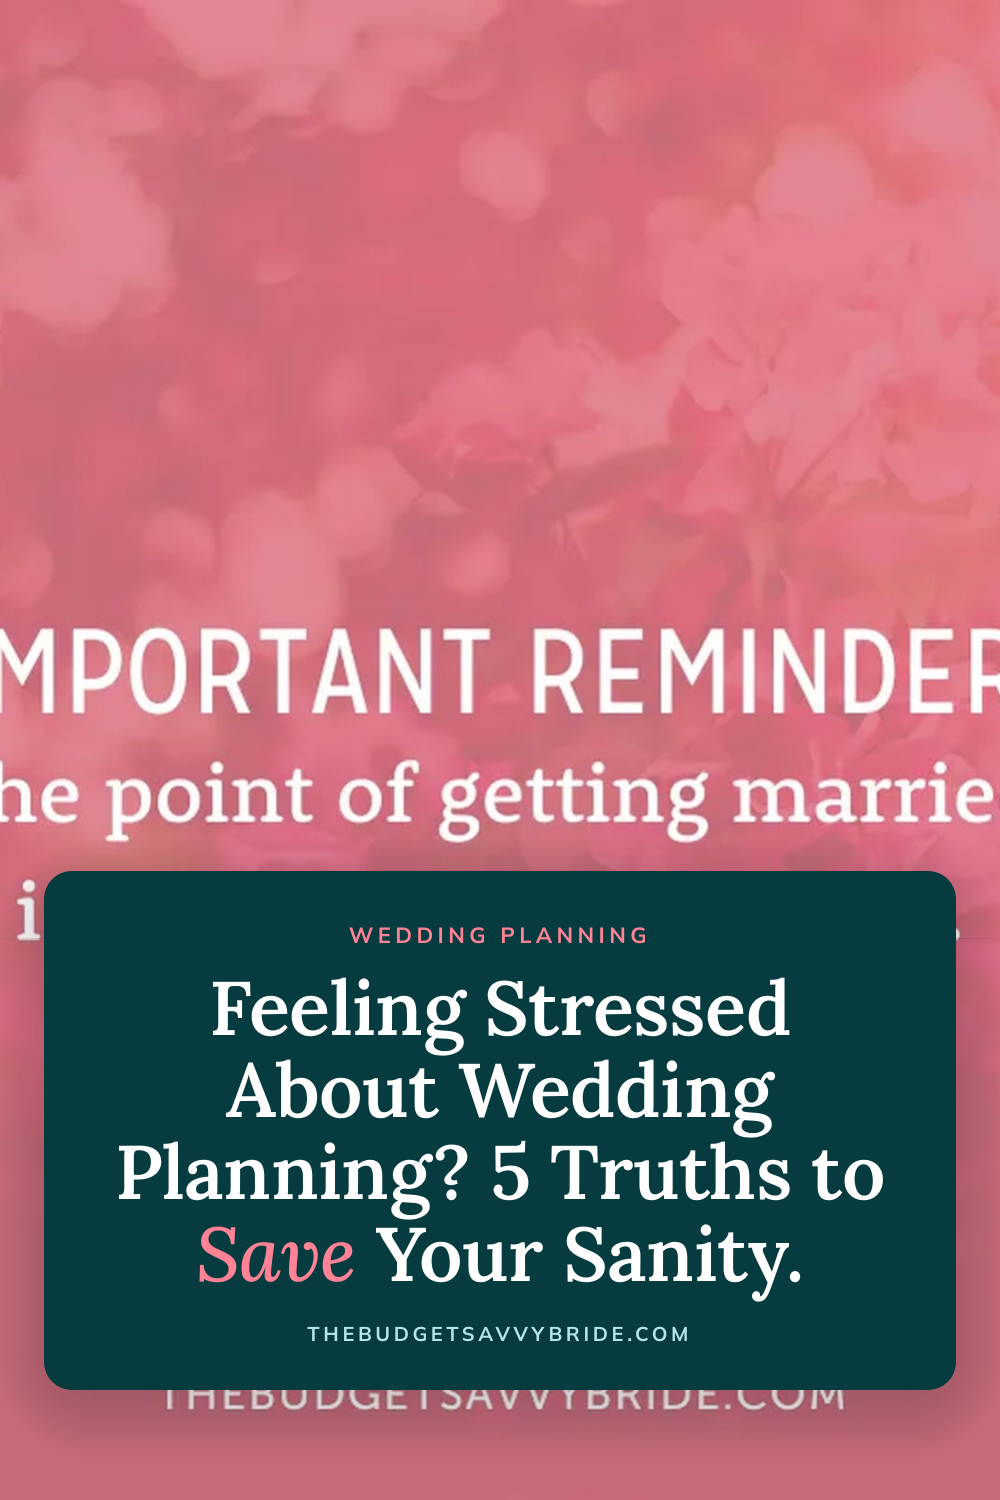 MPORTANT REMINDER
he point of getting marrie
i
WEDDING PLANNING
Feeling Stressed
About Wedding
Planning? 5 Truths to
Save Your Sanity.
THEBUDGETSAVVYBRIDE.COM
THEBUDGETSAVVYBRIDE.COM